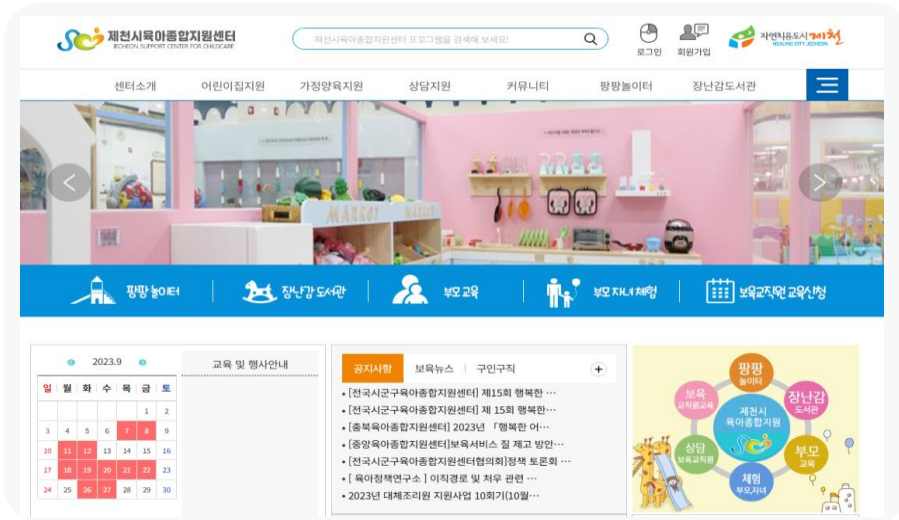 제천시육아종합지원센터
JECHEON SUPPORT CENTER FOR CHILDCARE
제천시육아종합지원센터 프로그램을 검색해 보세요!
로그인
회원가입
자연치유도시 제천
HEALING CITY JECHEON
센터소개 어린이집지원 가정양육지원 상담지원 커뮤니티 팡팡놀이터 장난감도서관
MARKET
팡팡 놀이터 장난감 도서관 부모 교육 부모 자녀 체험 보육교직원 교육신청
2023.9
일 월 화 수 목 금 토
1 2
3 4 5 6 7 8 9
10 11 12 13 14 15 16
17 18 19 20 21 22 23
24 25 26 27 28 29 30
교육 및 행사안내
공지사항 보육뉴스 구인구직
• [전국시군구육아종합지원센터] 제15회 행복한 …
• [전국시군구육아종합지원센터] 제 15회 행복한…
• [충북육아종합지원센터] 2023년 「행복한 어…
• [중앙육아종합지원센터]보육서비스 질 제고 방안…
• [전국시군구육아종합지원센터협의회]정책 토론회 …
• [ 육아정책연구소 ] 이직경로 및 처우 관련 …
• 2023년 대체조리원 지원사업 10회기(10월…
팡팡
놀이터
장난감
도서관
부모
교육
체험
부모,자녀
상담
보육교직원
보육
교직원교육
제천시
육아종합지원